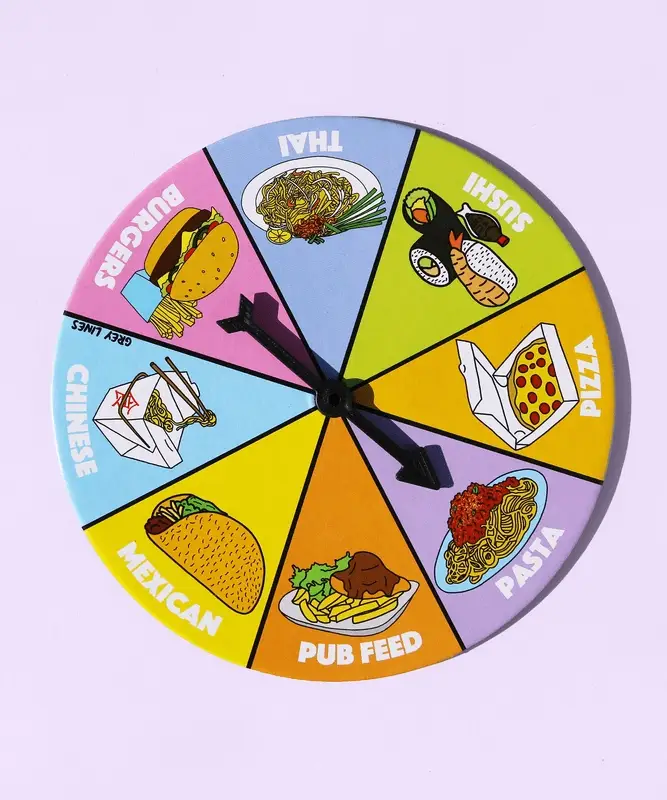 THAI
SUSHI
PIZZA
PASTA
PUB FEED
MEXICAN
CHINESE
GREY LINES
BURGERS